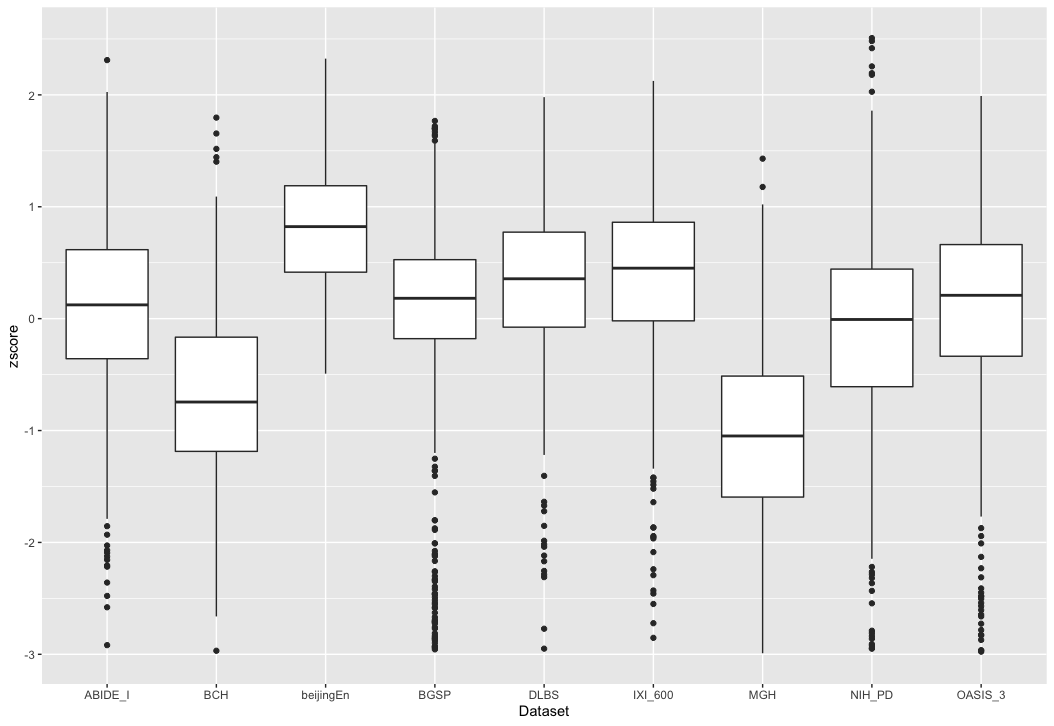 zscore
2
1
0
-1
-2
-3
ABIDE_I BCH beijingEn BGSP DLBS IXI_600 MGH NIH_PD OASIS_3
Dataset